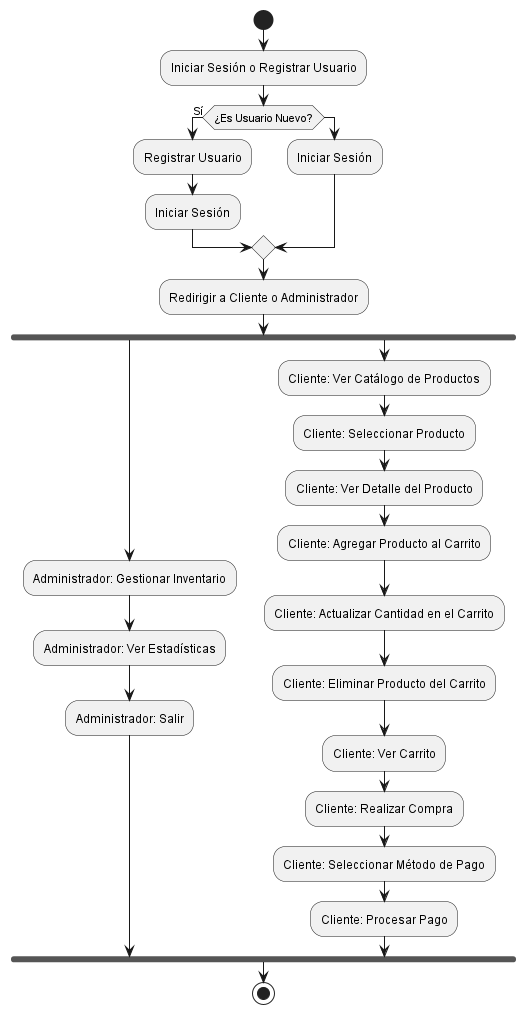 Iniciar Sesión o Registrar Usuario
Sí
¿Es Usuario Nuevo?
Registrar Usuario
Iniciar Sesión
Iniciar Sesión
Redirigir a Cliente o Administrador
Administrador: Gestionar Inventario
Administrador: Ver Estadísticas
Administrador: Salir
Cliente: Ver Catálogo de Productos
Cliente: Seleccionar Producto
Cliente: Ver Detalle del Producto
Cliente: Agregar Producto al Carrito
Cliente: Actualizar Cantidad en el Carrito
Cliente: Eliminar Producto del Carrito
Cliente: Ver Carrito
Cliente: Realizar Compra
Cliente: Seleccionar Método de Pago
Cliente: Procesar Pago